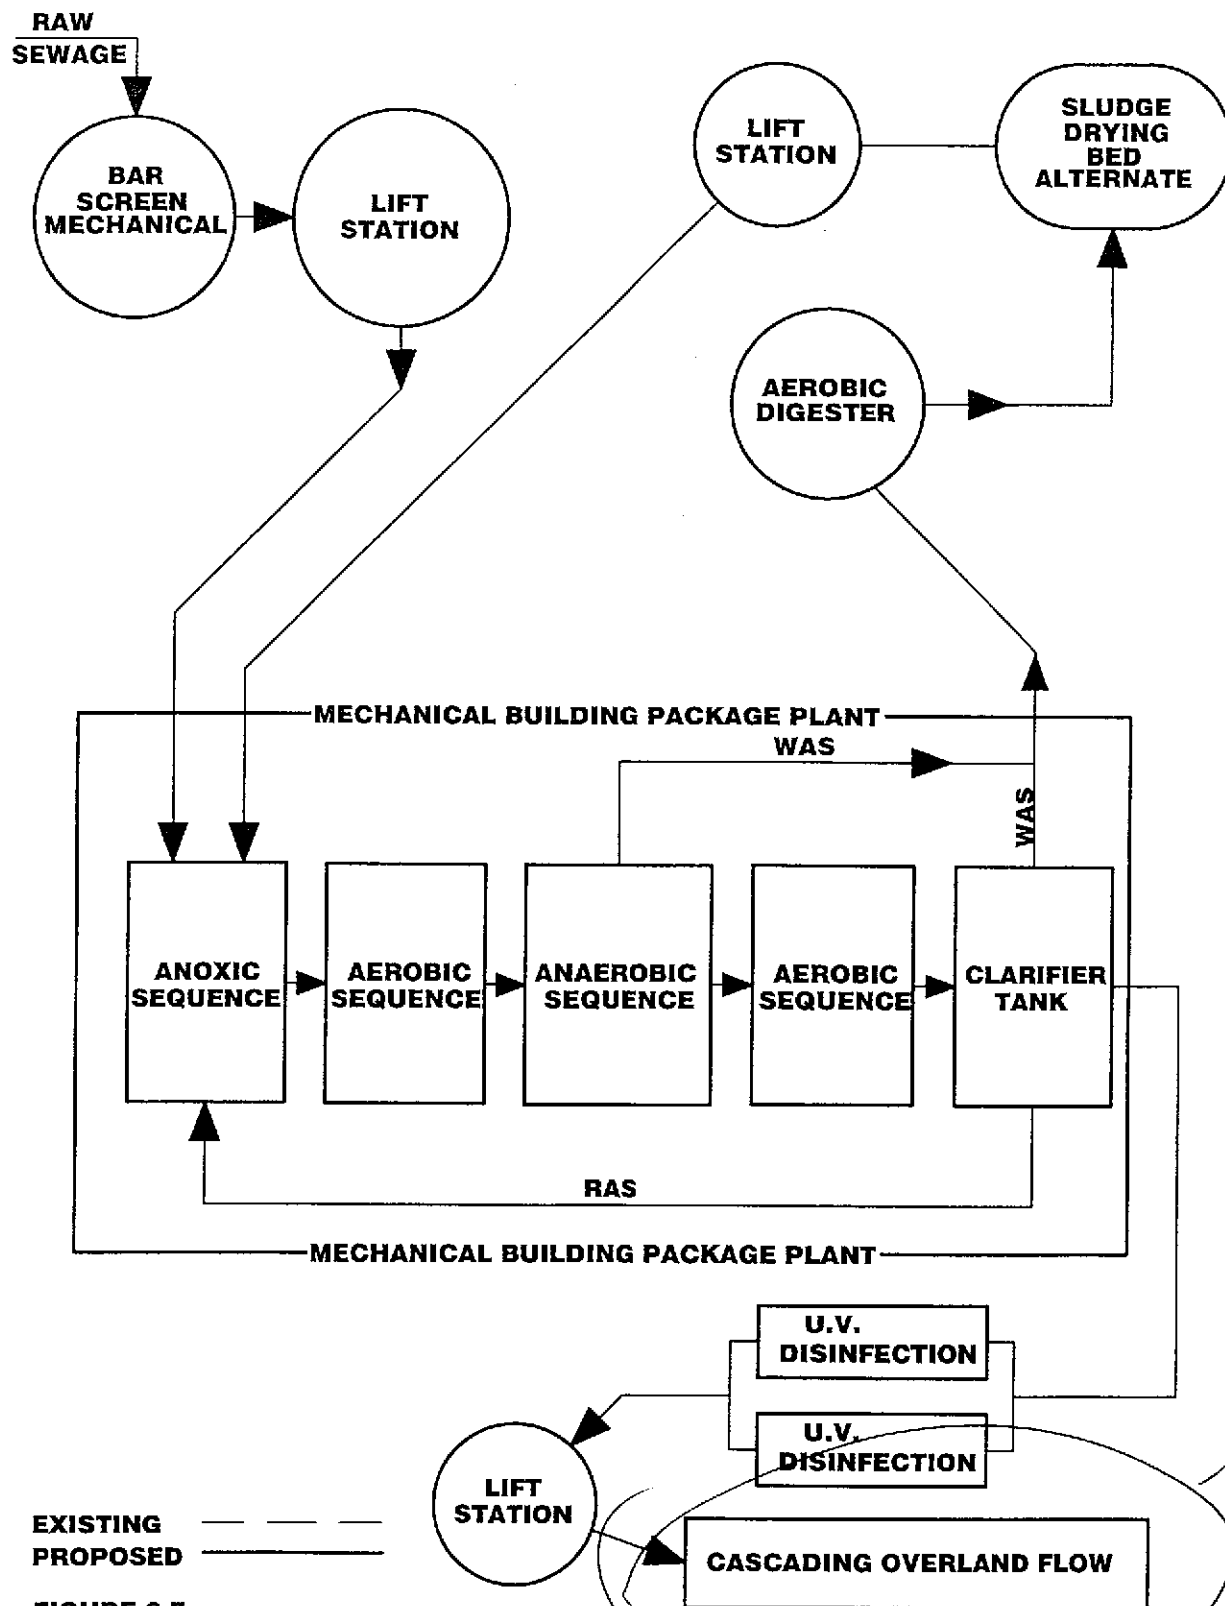 RAW
SEWAGE
BAR
SCREEN
MECHANICAL
LIFT
STATION
LIFT
STATION
SLUDGE
DRYING
BED
ALTERNATE
AEROBIC
DIGESTER
MECHANICAL BUILDING PACKAGE PLANT
WAS
WAS
ANOXIC
SEQUENCE
AEROBIC
SEQUENCE
ANAEROBIC
SEQUENCE
AEROBIC
SEQUENCE
CLARIFIER
TANK
RAS
MECHANICAL BUILDING PACKAGE PLANT
U.V.
DISINFECTION
U.V.
DISINFECTION
LIFT
STATION
CASCADING OVERLAND FLOW
EXISTING
PROPOSED